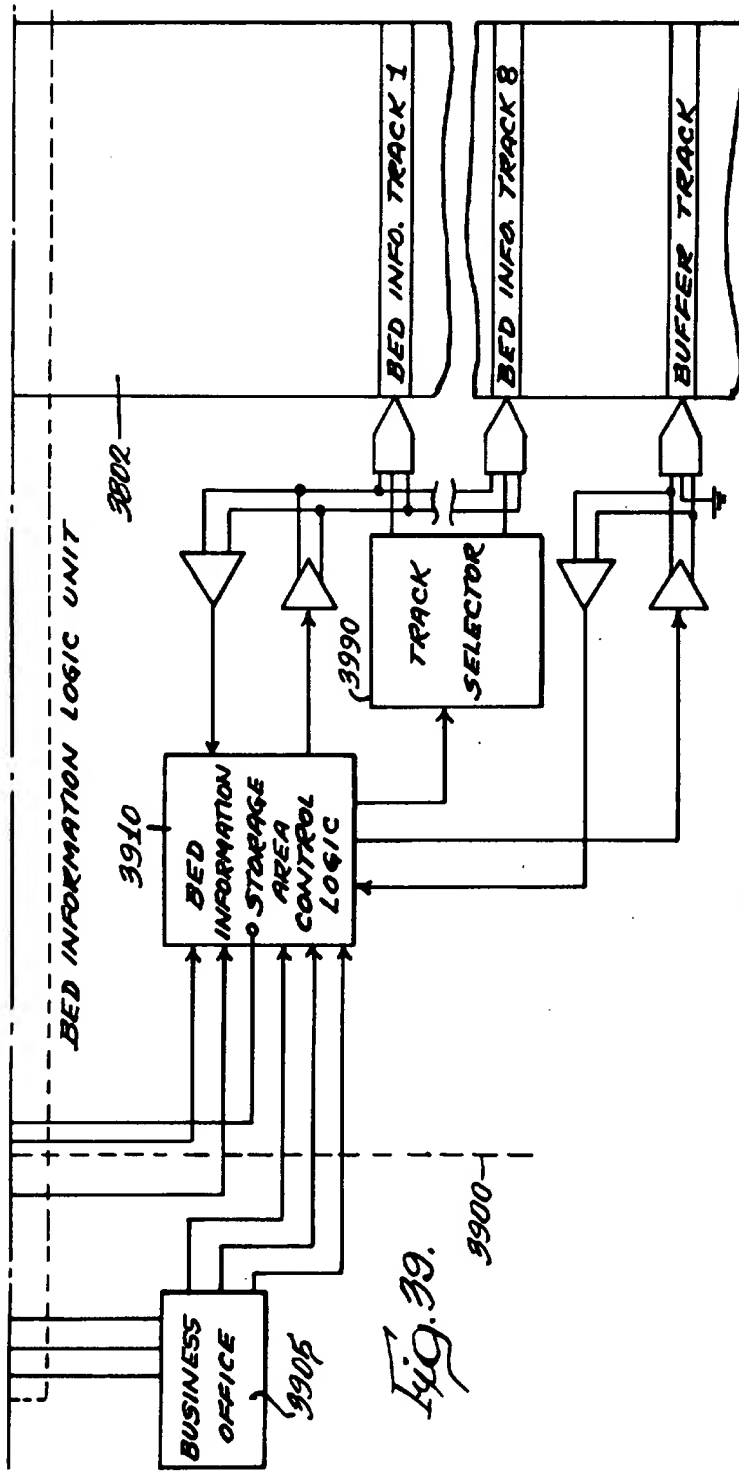 BED INFORMATION LOGIC UNIT
3802
BED INFO. TRACK 1
BED INFO. TRACK 8
BUFFER TRACK
3910
BED
INFORMATION
STORAGE
AREA
CONTROL
LOGIC
3990
TRACK
SELECTOR
BUSINESS
OFFICE
3905
3900
Fig. 39.